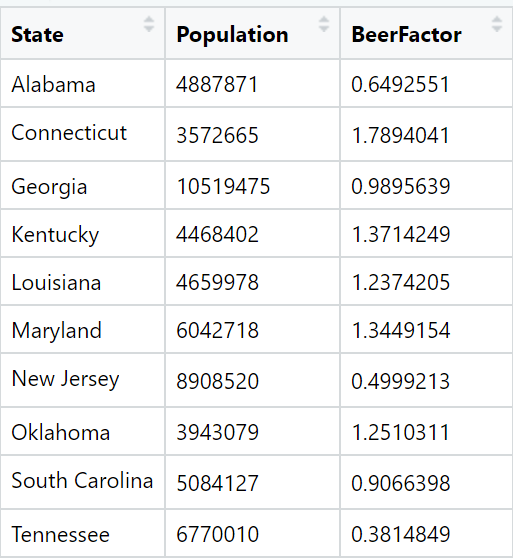 State Population BeerFactor
Alabama 4887871 0.6492551
Connecticut 3572665 1.7894041
Georgia 10519475 0.9895639
Kentucky 4468402 1.3714249
Louisiana 4659978 1.2374205
Maryland 6042718 1.3449154
New Jersey 8908520 0.4999213
Oklahoma 3943079 1.2510311
South Carolina 5084127 0.9066398
Tennessee 6770010 0.3814849